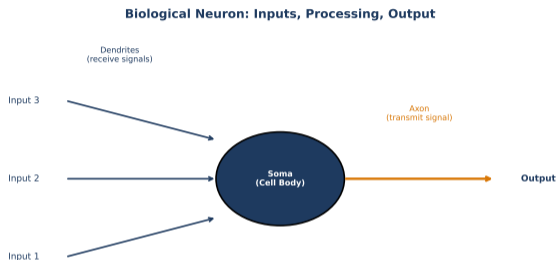 Biological Neuron: Inputs, Processing, Output
Dendrites
(receive signals)
Input 3
Axon
(transmit signal)
Input 2
Soma
(Cell Body)
Output
Input 1